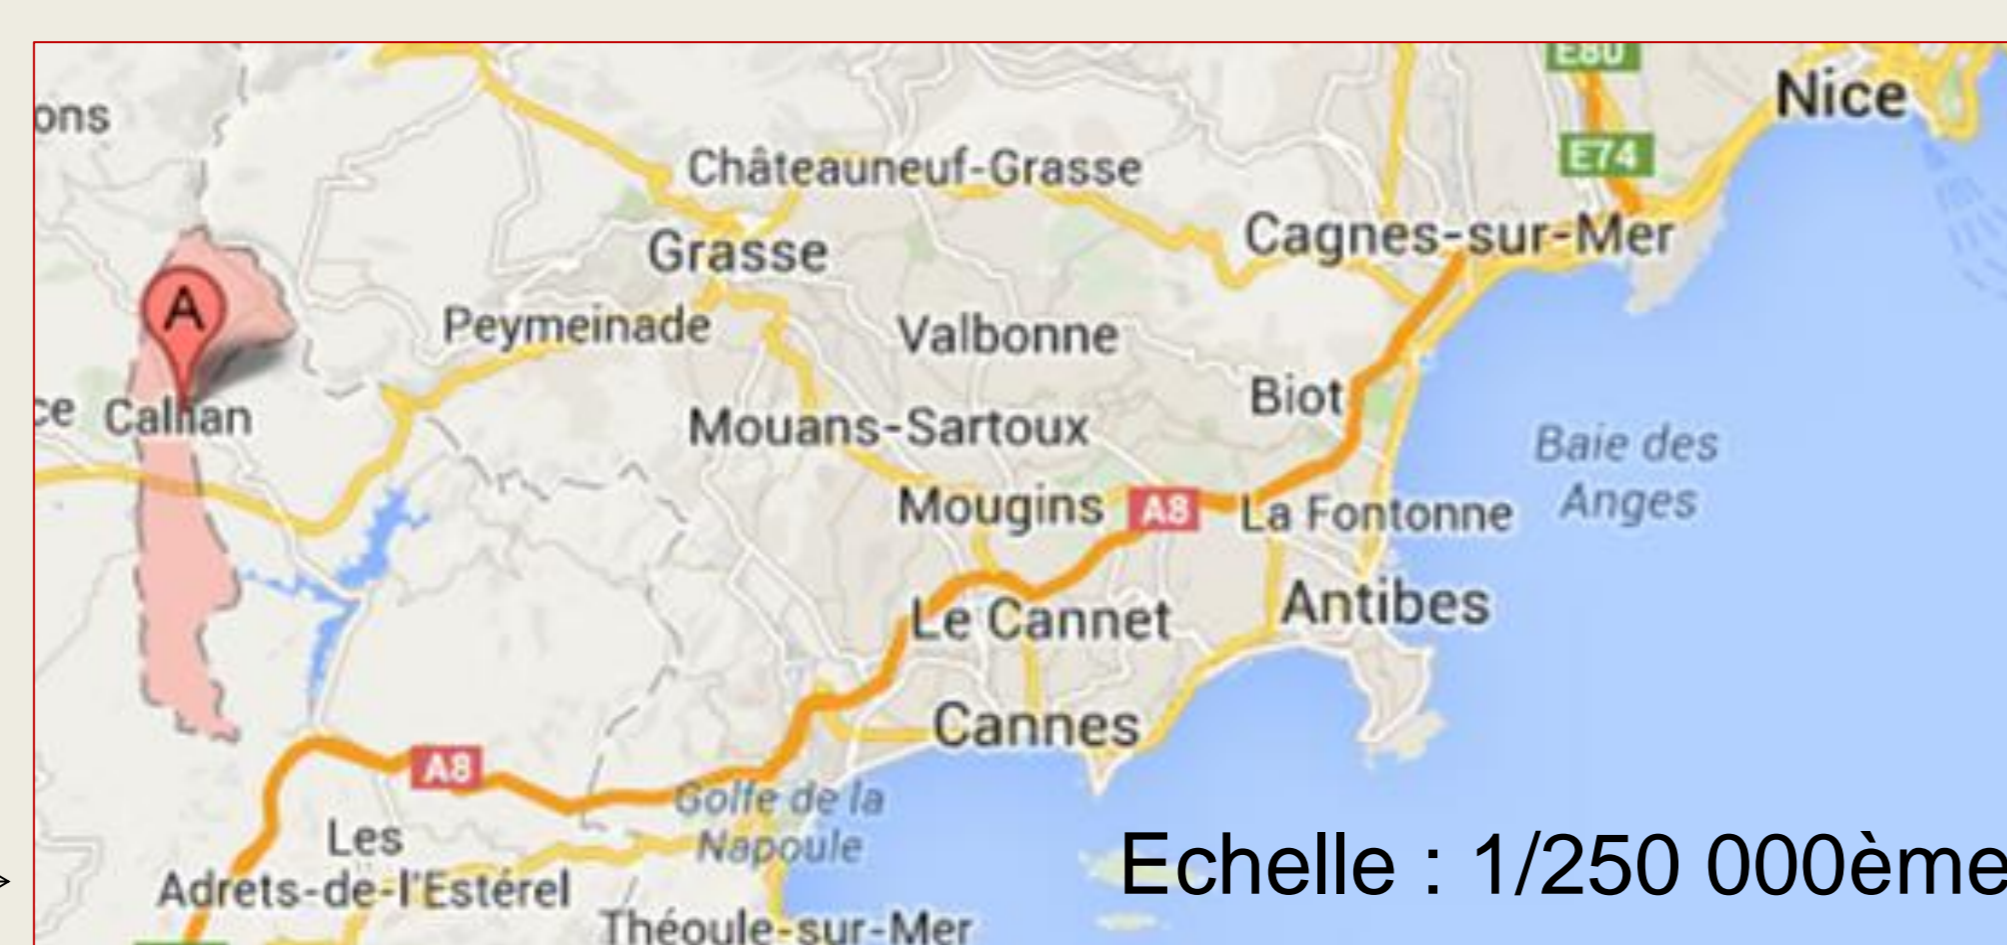 E80
Nice
ons
E74
Châteauneuf-Grasse
Cagnes-sur-Mer
Grasse
A
Peymeinade
Valbonne
Biot
ce
Callian
Mouans-Sartoux
Baie des
Anges
Mougins
A8
La Fontonne
Le Cannet
Antibes
Cannes
A8
Golfe de la
Napoule
Les
Adrets-de-l'Estérel
Echelle : 1/250 000ème
Théoule-sur-Mer